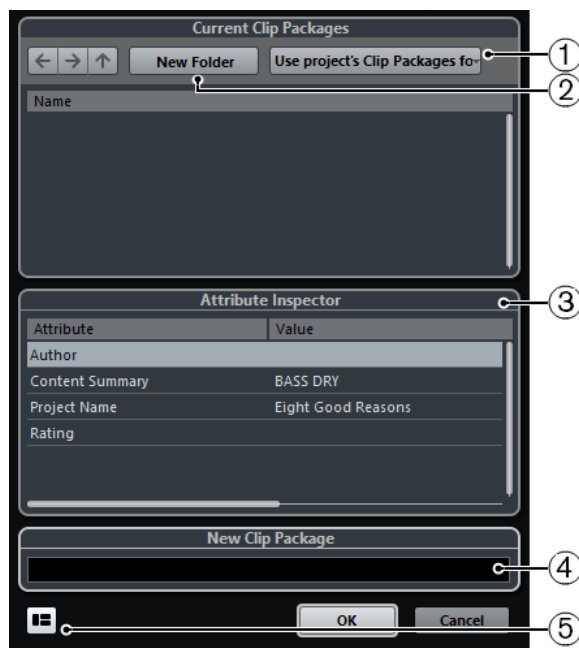 Current Clip Packages
New Folder
Use project's Clip Packages fo
①
②
Name
Attribute Inspector
③
Attribute Value
Author
Content Summary BASS DRY
Project Name Eight Good Reasons
Rating
New Clip Package
④
OK Cancel
⑤